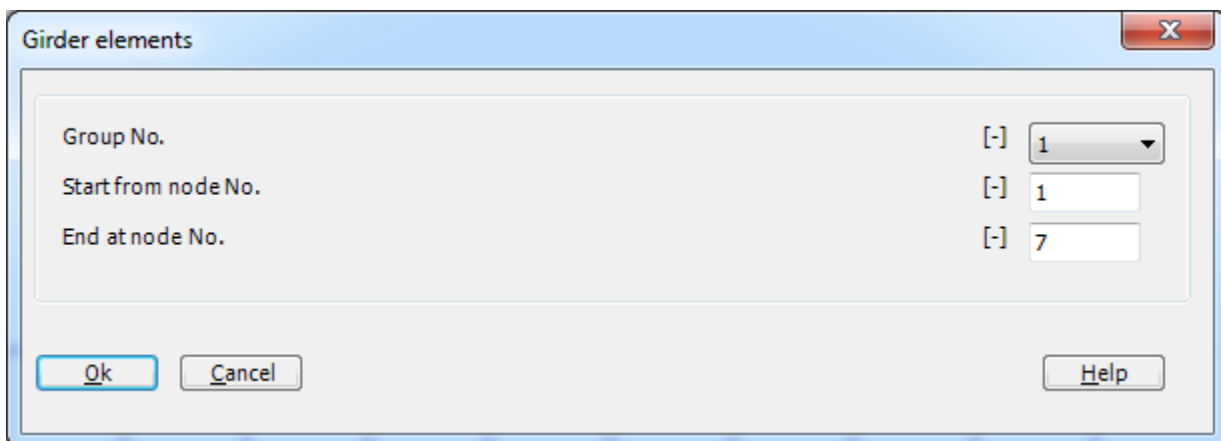 Girder elements
Group No. [-] 1
Start from node No. [-] 1
End at node No. [-] 7
Ok Cancel Help